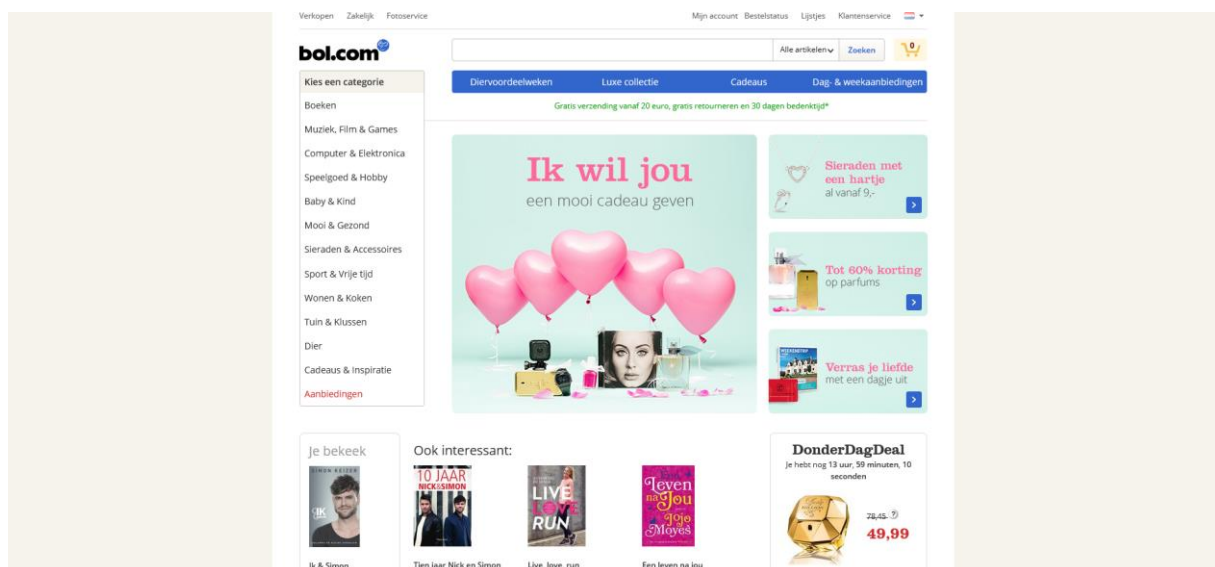 Verkopen Zakelijk Fotoservice
Mijn account Bestelstatus Lijstjes Klantenservice
bol.com
Alle artikelen
Zoeken
0
Kies een categorie
Boeken
Muziek, Film & Games
Computer & Elektronica
Speelgoed & Hobby
Baby & Kind
Mooi & Gezond
Sieraden & Accessoires
Sport & Vrije tijd
Wonen & Koken
Tuin & Klussen
Dier
Cadeaus & Inspiratie
Aanbiedingen
Diervoordeelweken Luxe collectie Cadeaus Dag- & weekaanbiedingen
Gratis verzending vanaf 20 euro, gratis retourneren en 30 dagen bedenktijd*
Ik wil jou
een mooi cadeau geven
Sieraden met
een hartje
al vanaf 9,-
Tot 60% korting
op parfums
Verras je liefde
met een dagje uit
Je bekeek
SIMON KEIZER
IK
Ik & Simon
Ook interessant:
10 JAAR
NICK&SIMON
Tien jaar Nick en Simon
LIVE
LOVE
RUN
Live, love, run
Leven
na Jou
Jojo
Moyes
Een leven na jou
DonderDagDeal
Je hebt nog 13 uur, 59 minuten, 10
seconden
78,45
49,99